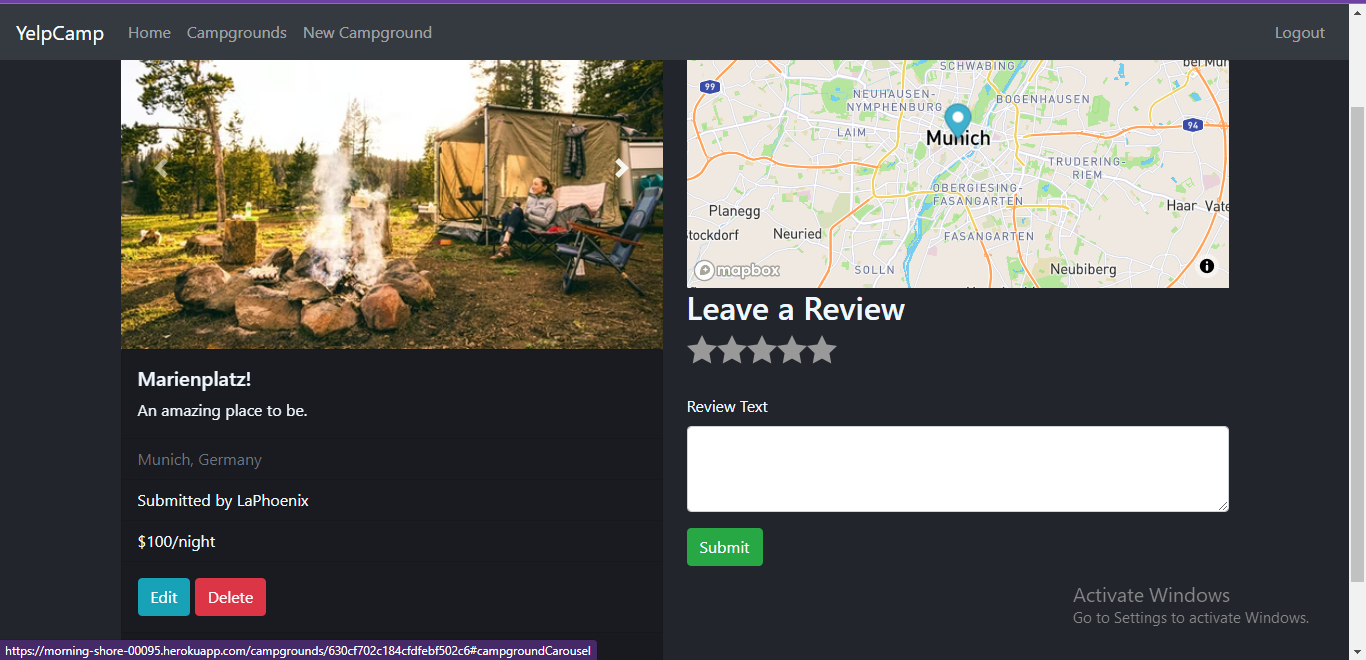 YelpCamp Home Campgrounds New Campground Logout
SCHWABING
99
NEUHAUSEN-
NYMPHENBURG
BOGENHAUSEN
94
LAIM
Munich
TRUDERING-
RIEM
OBERGIESING-
FASANGARTEN
Planegg
Haar
Neuried
FASANGARTEN
mapbox
SOLLN
Neubiberg
Marienplatz!
An amazing place to be.
Munich, Germany
Submitted by LaPhoenix
$100/night
Edit Delete
Leave a Review
Review Text
Submit
Activate Windows
Go to Settings to activate Windows.
https://morning-shore-00095.herokuapp.com/campgrounds/630cf702c184cfdfebf502c6#campgroundCarousel